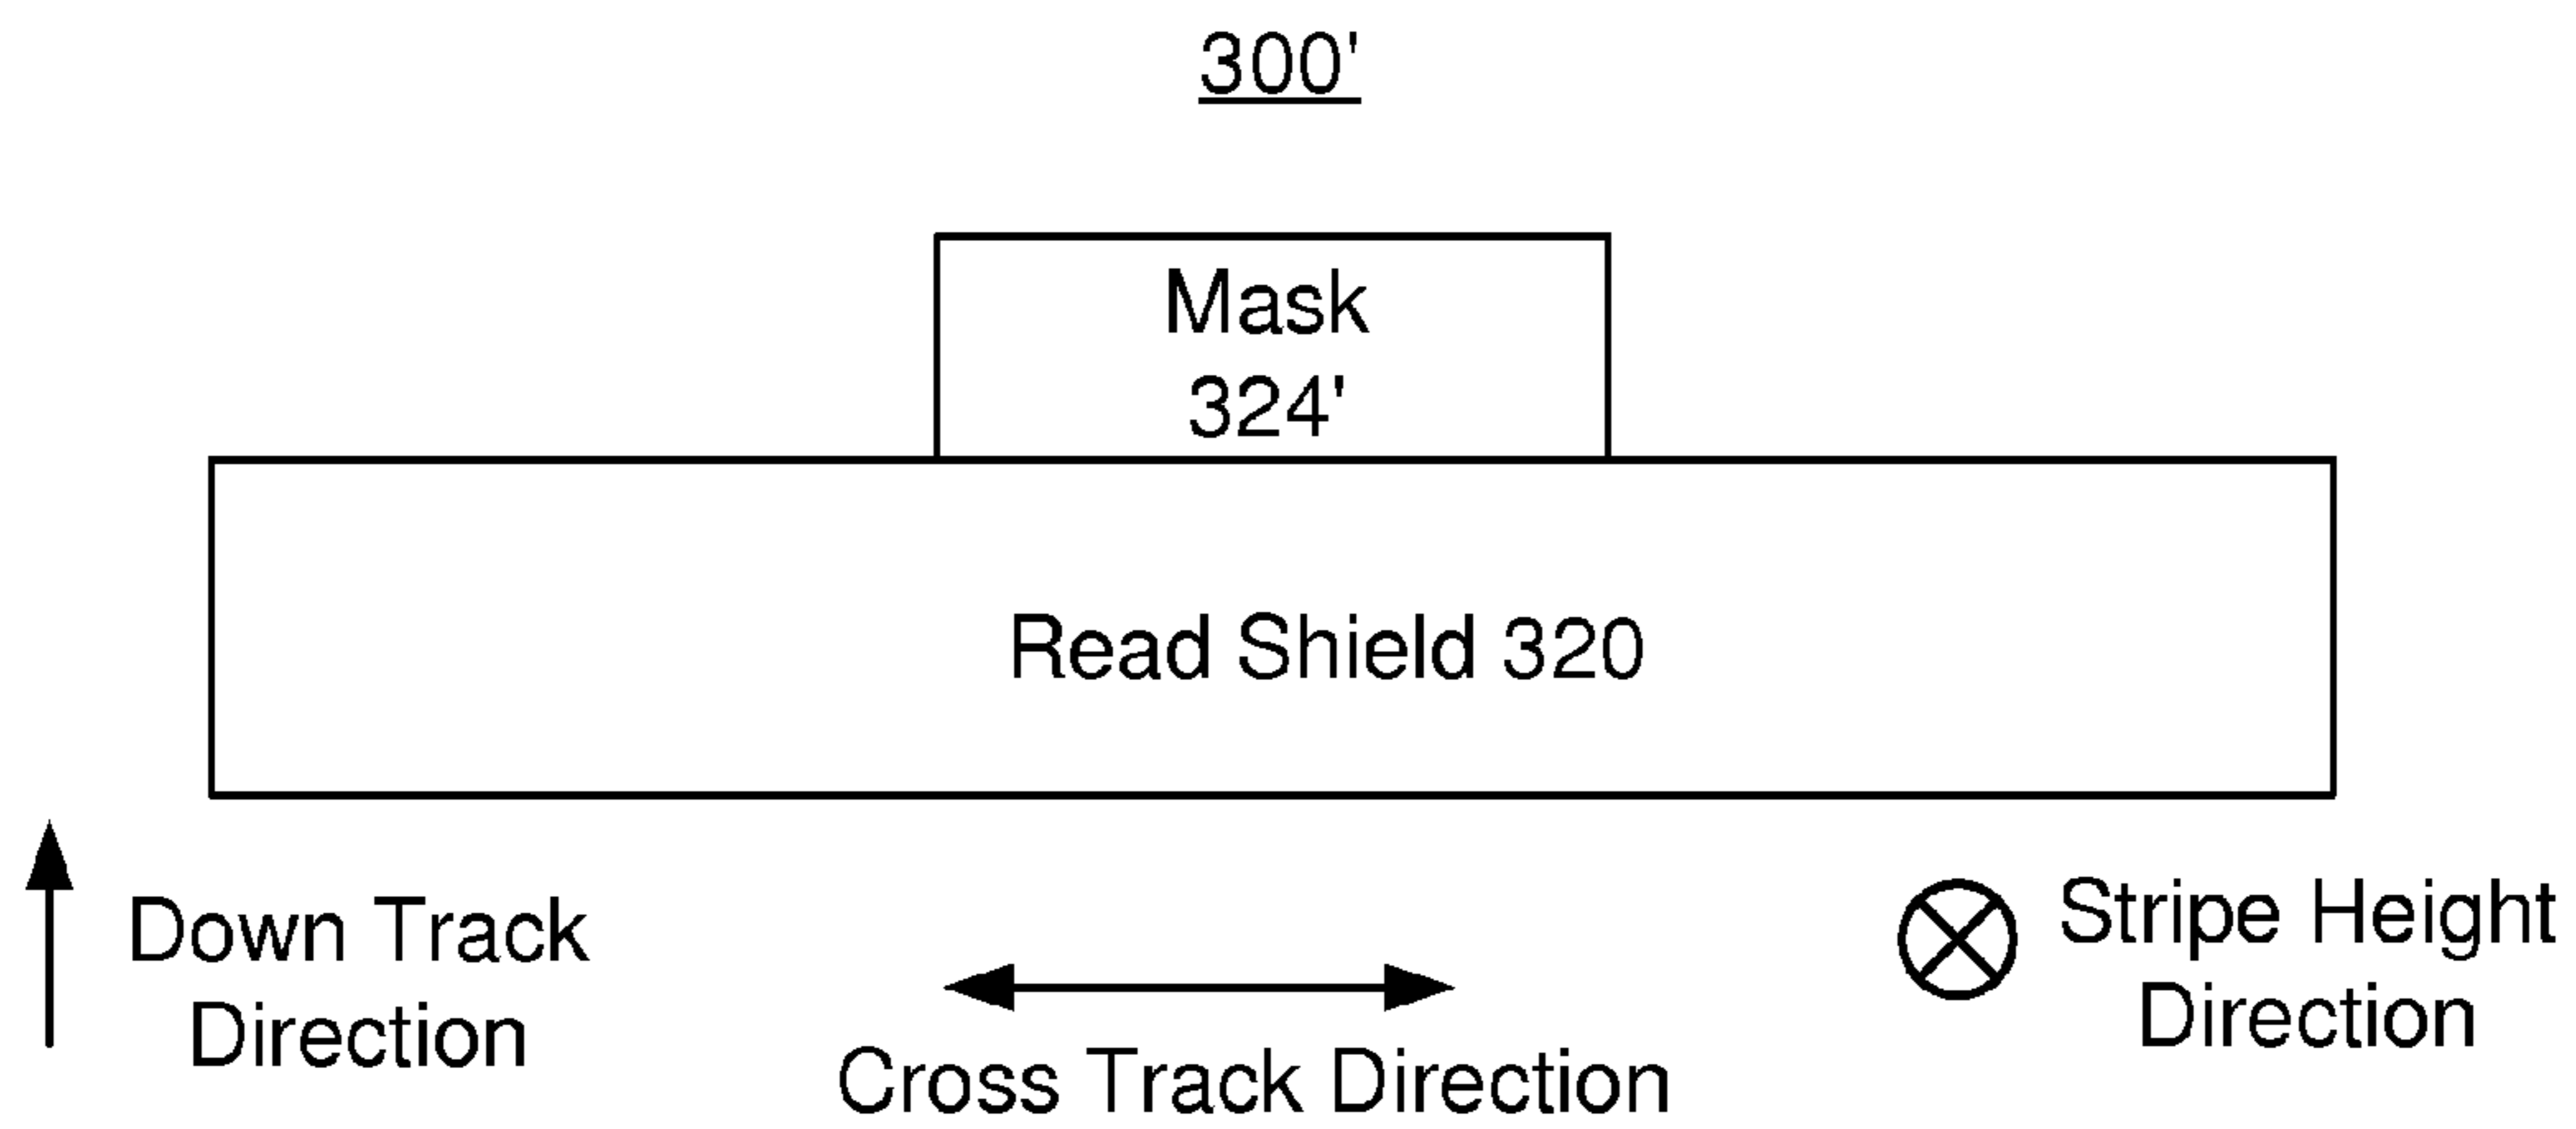 300'
Mask
324'
Read Shield 320
Down Track
Direction
Cross Track Direction
Stripe Height
Direction